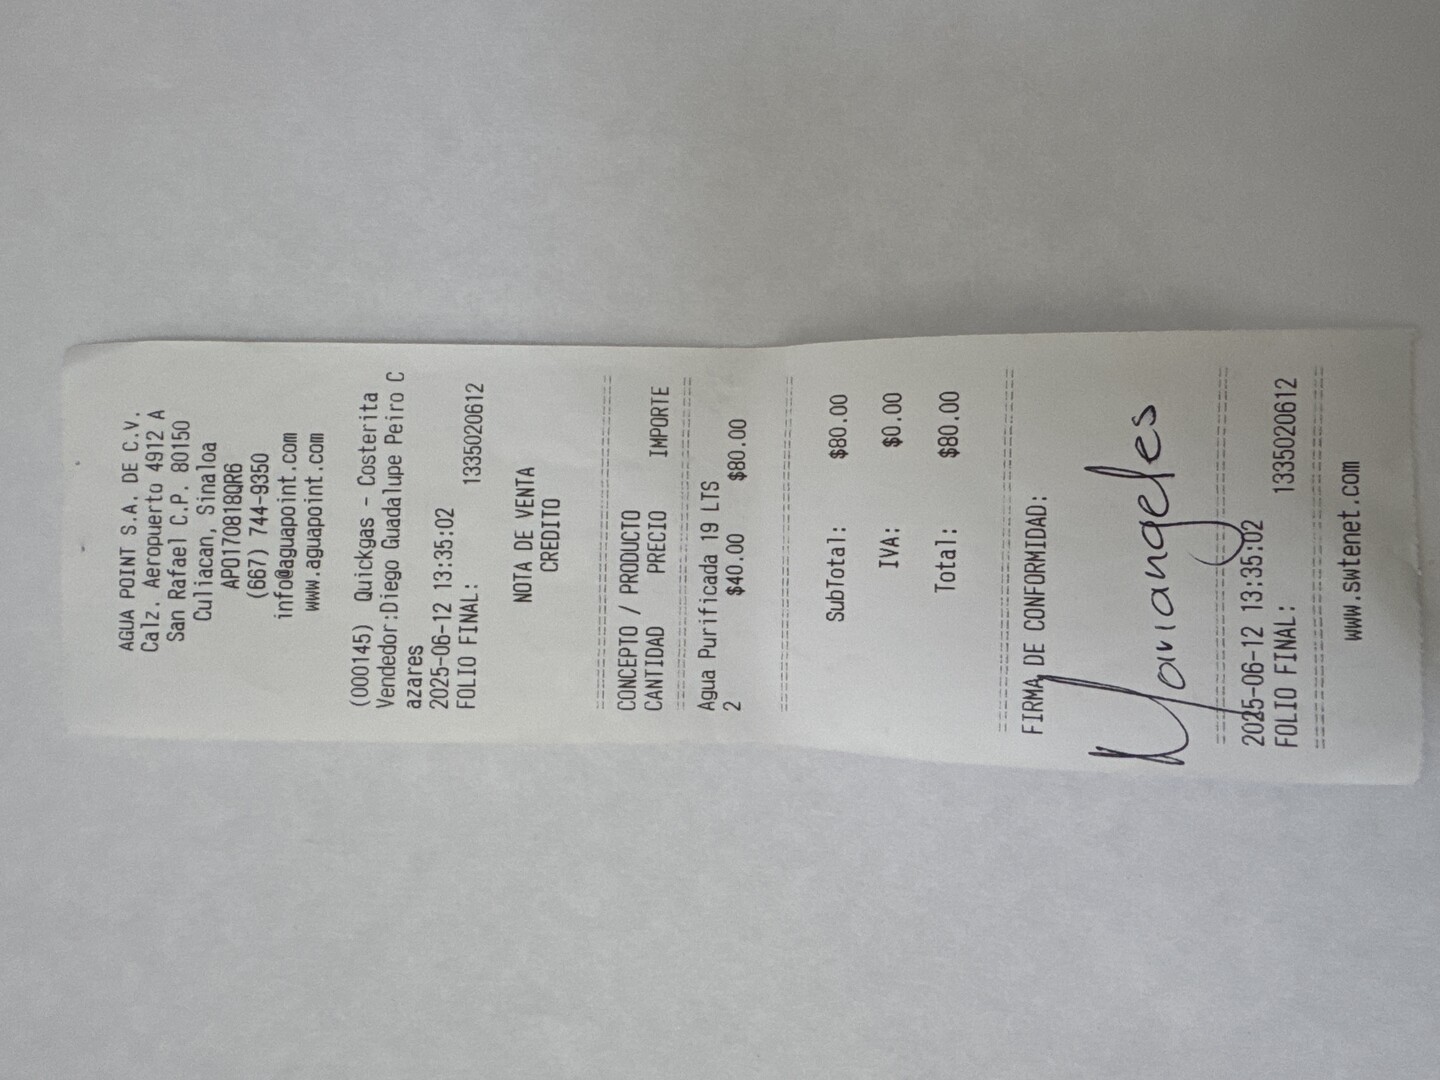 AGUA POINT S.A. DE C.V.
Calz. Aeropuerto 4912 A
San Rafael C.P. 80150
Culiacan, Sinaloa
APO170818QR6
(667) 744-9350
info@aguapoint.com
www.aguapoint.com
(000145) Quickgas - Costerita
Vendedor:Diego Guadalupe Peiro C
azares
2025-06-12 13:35:02
FOLIO FINAL: 1335020612
NOTA DE VENTA
CREDITO
================================
CONCEPTO / PRODUCTO
CANTIDAD PRECIO IMPORTE
================================
Agua Purificada 19 LTS
2 $40.00 $80.00
================================
SubTotal: $80.00
IVA: $0.00
Total: $80.00
================================
FIRMA DE CONFORMIDAD:
Mariangeles
================================
2025-06-12 13:35:02
FOLIO FINAL: 1335020612
================================
www.swtenet.com